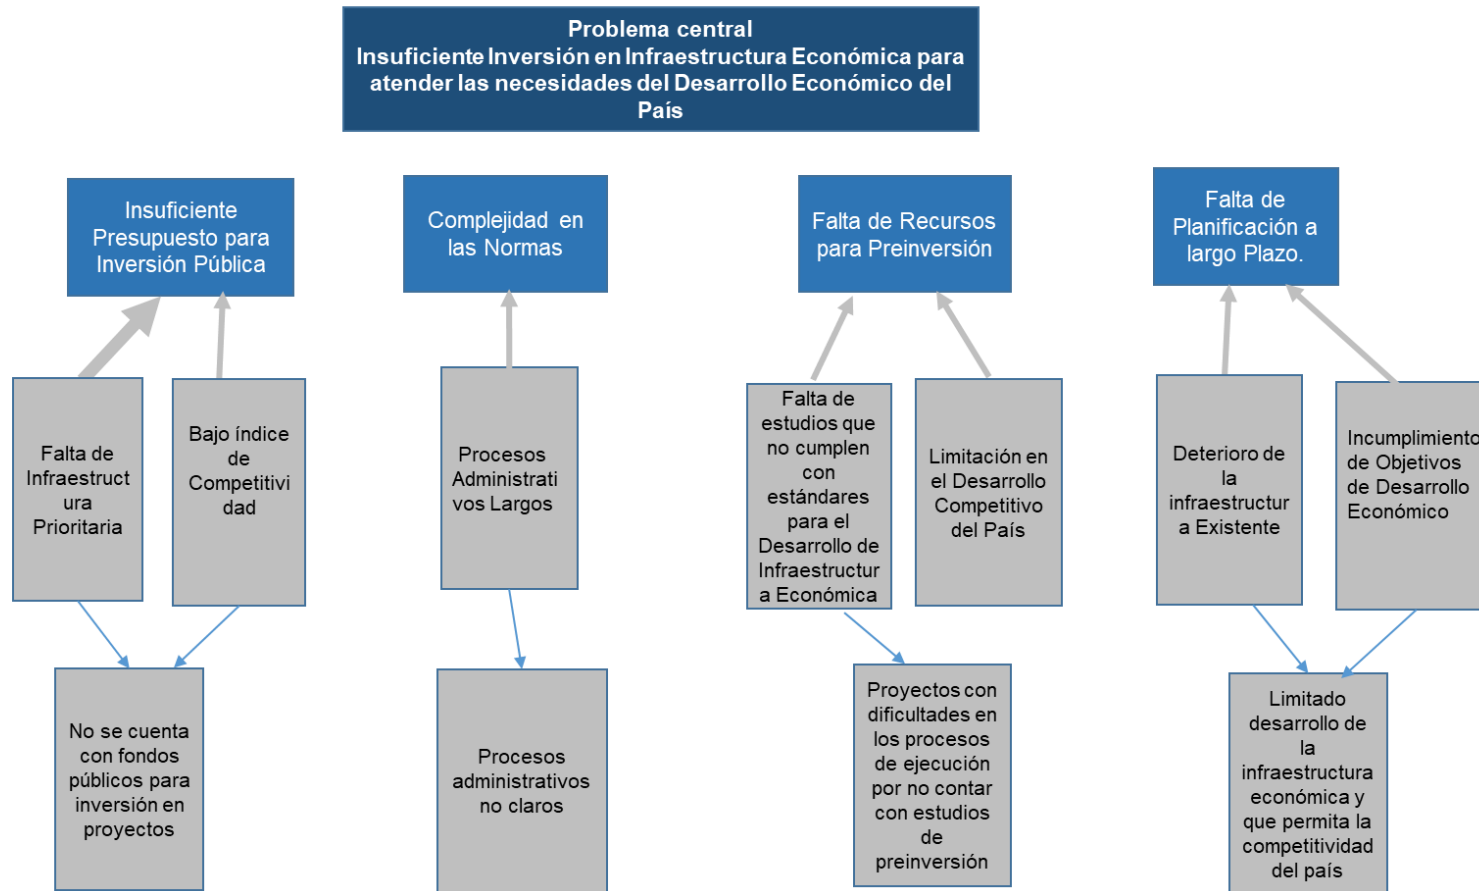 Problema central
Insuficiente Inversión en Infraestructura Económica para
atender las necesidades del Desarrollo Económico del
País
Insuficiente
Presupuesto para
Inversión Pública
Complejidad en
las Normas
Falta de Recursos
para Preinversión
Falta de
Planificación a
largo Plazo.
Falta de
Infraestruct
ura
Prioritaria
Bajo índice
de
Competitivi
dad
Procesos
Administrati
vos Largos
Falta de
estudios que
no cumplen
con
estándares
para el
Desarrollo de
Infraestructur
a Económica
Limitación en
el Desarrollo
Competitivo
del País
Deterioro de
la
infraestructur
a Existente
Incumplimiento
de Objetivos
de Desarrollo
Económico
No se cuenta
con fondos
públicos para
inversión en
proyectos
Procesos
administrativos
no claros
Proyectos con
dificultades en
los procesos
de ejecución
por no contar
con estudios
de
preinversión
Limitado
desarrollo de
la
infraestructura
económica y
que permita la
competitividad
del país